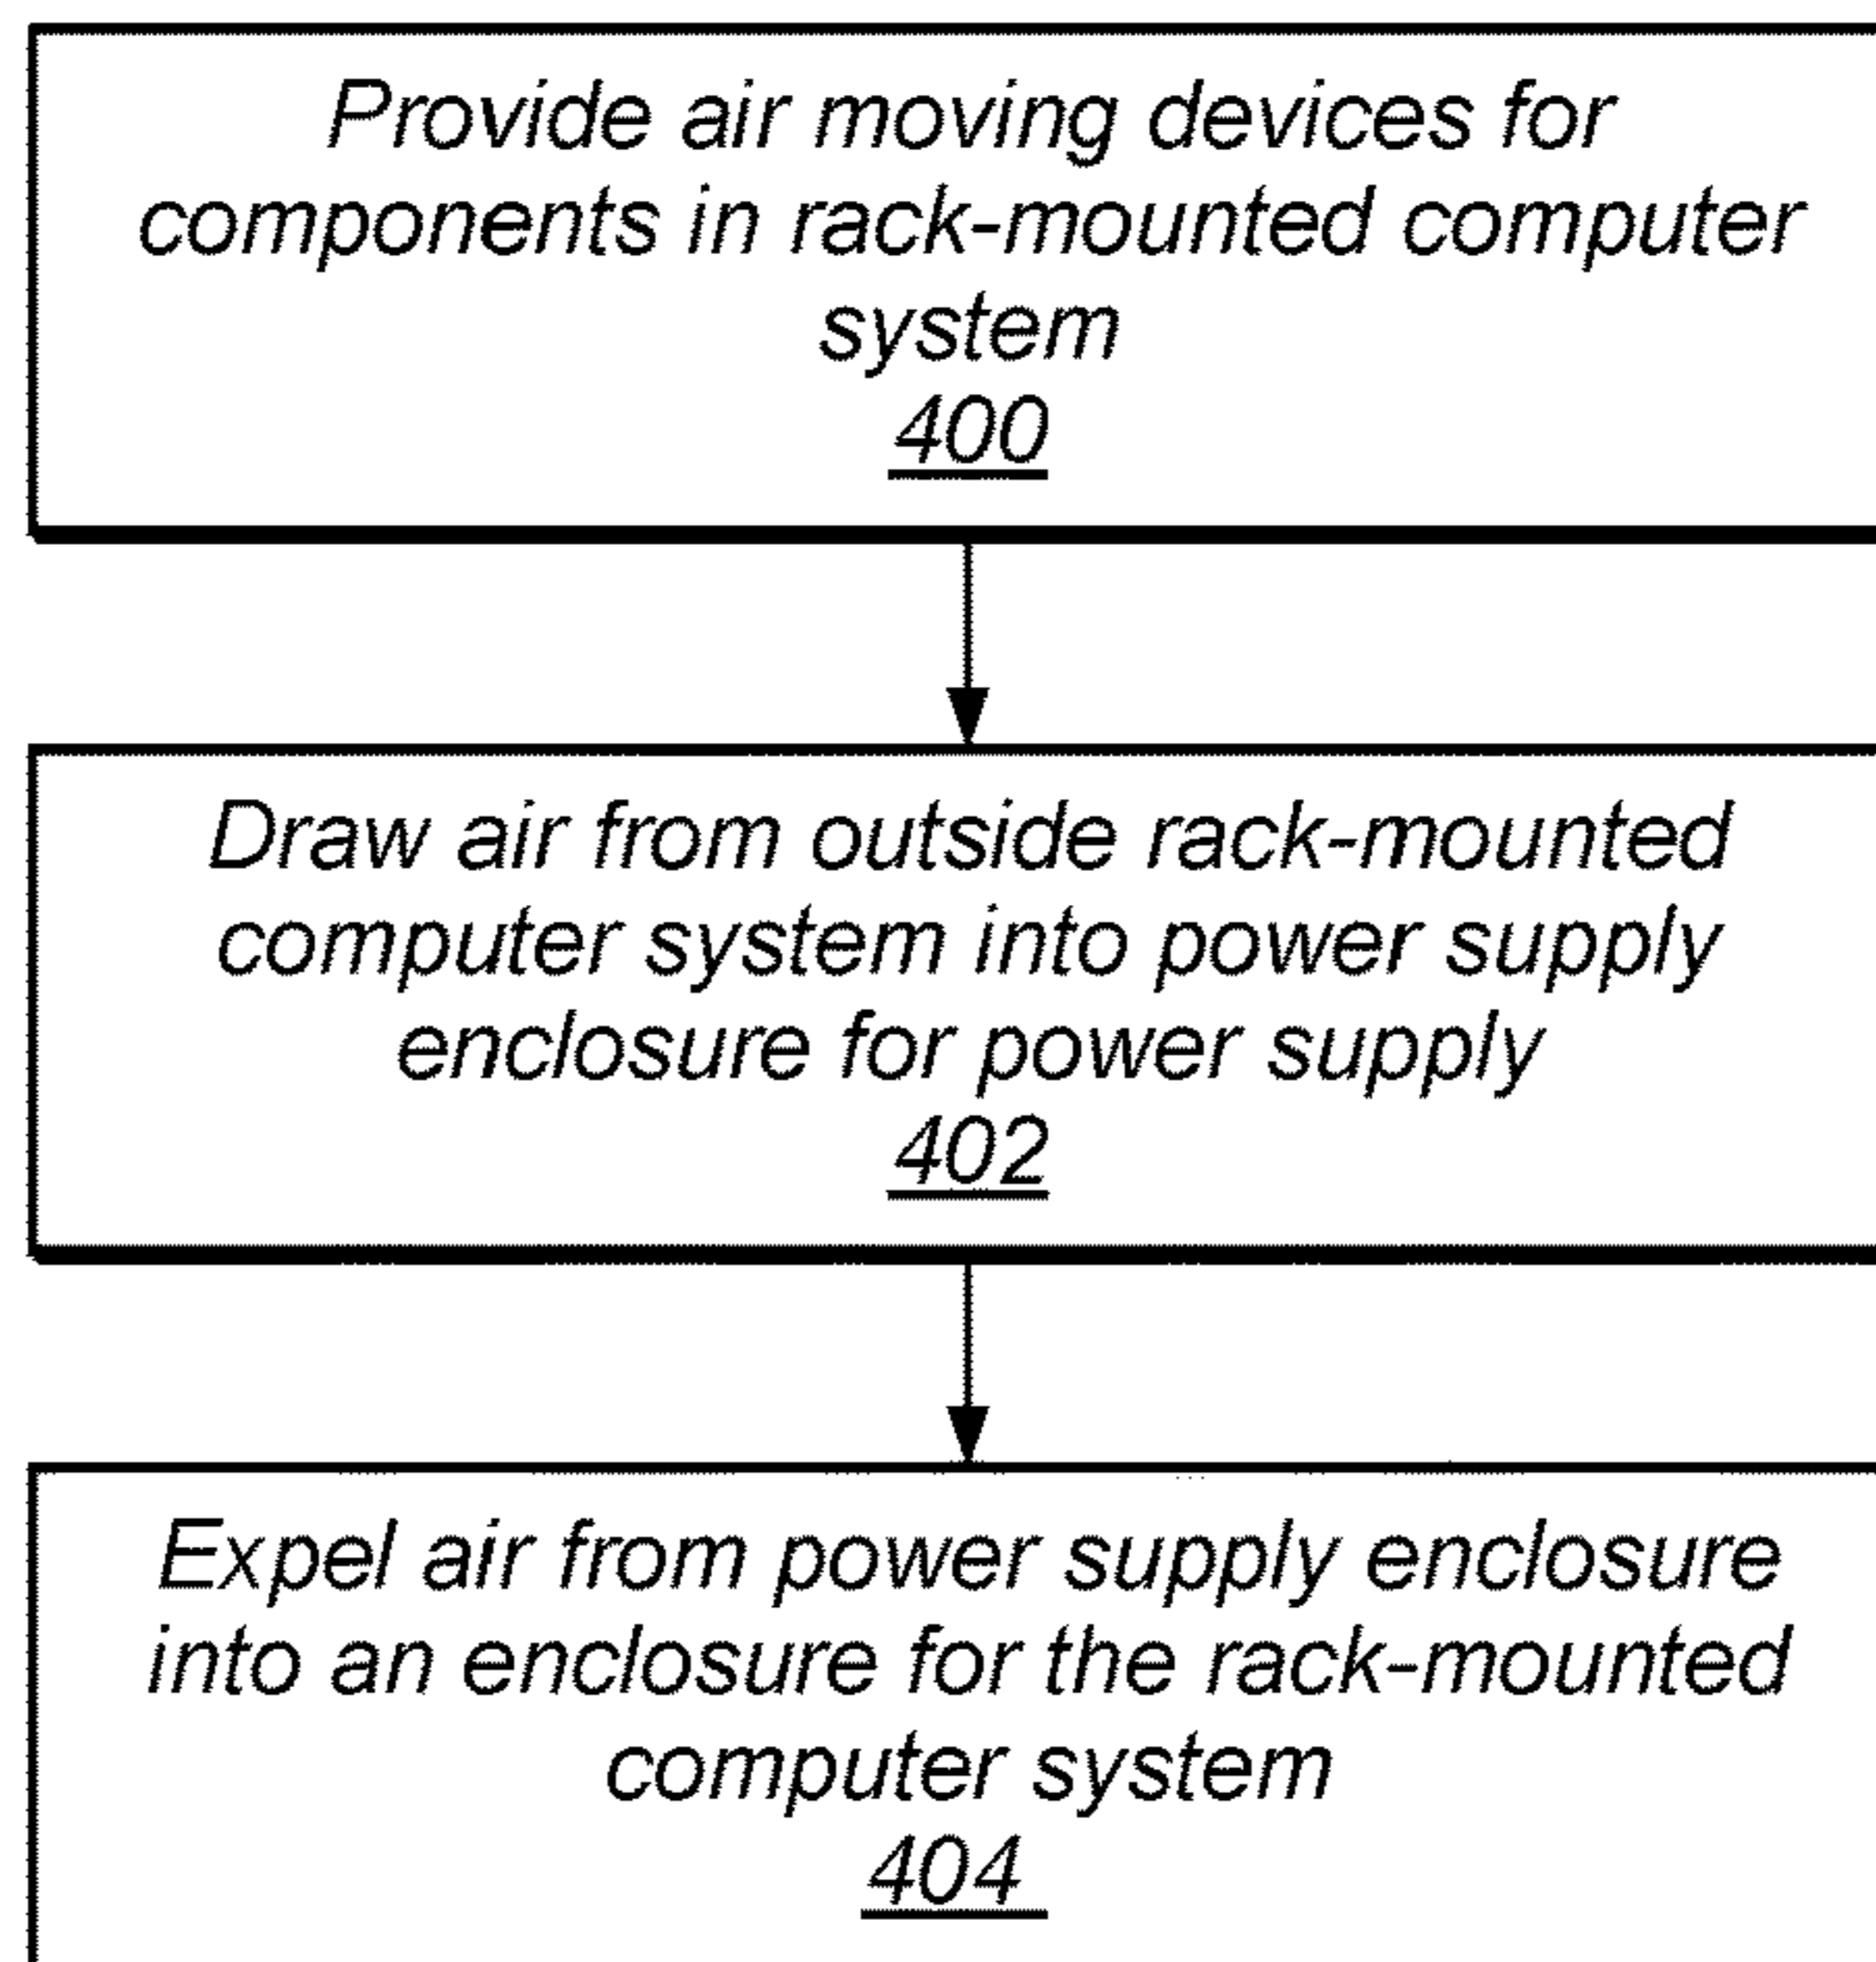 Provide air moving devices for
components in rack-mounted computer
system
400
Draw air from outside rack-mounted
computer system into power supply
enclosure for power supply
402
Expel air from power supply enclosure
into an enclosure for the rack-mounted
computer system
404